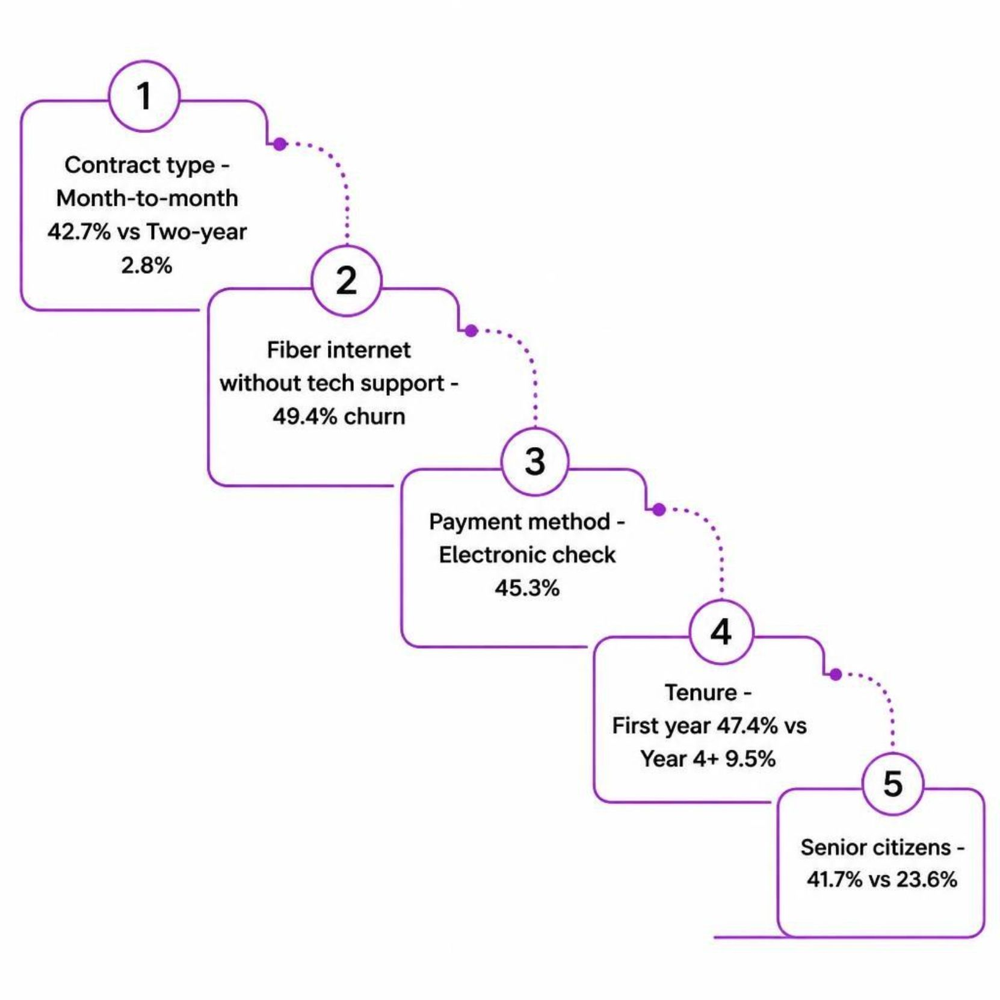 1
Contract type -
Month-to-month
42.7% vs Two-year
2.8%
2
Fiber internet
without tech support -
49.4% churn
3
Payment method -
Electronic check
45.3%
4
Tenure -
First year 47.4% vs
Year 4+ 9.5%
5
Senior citizens -
41.7% vs 23.6%